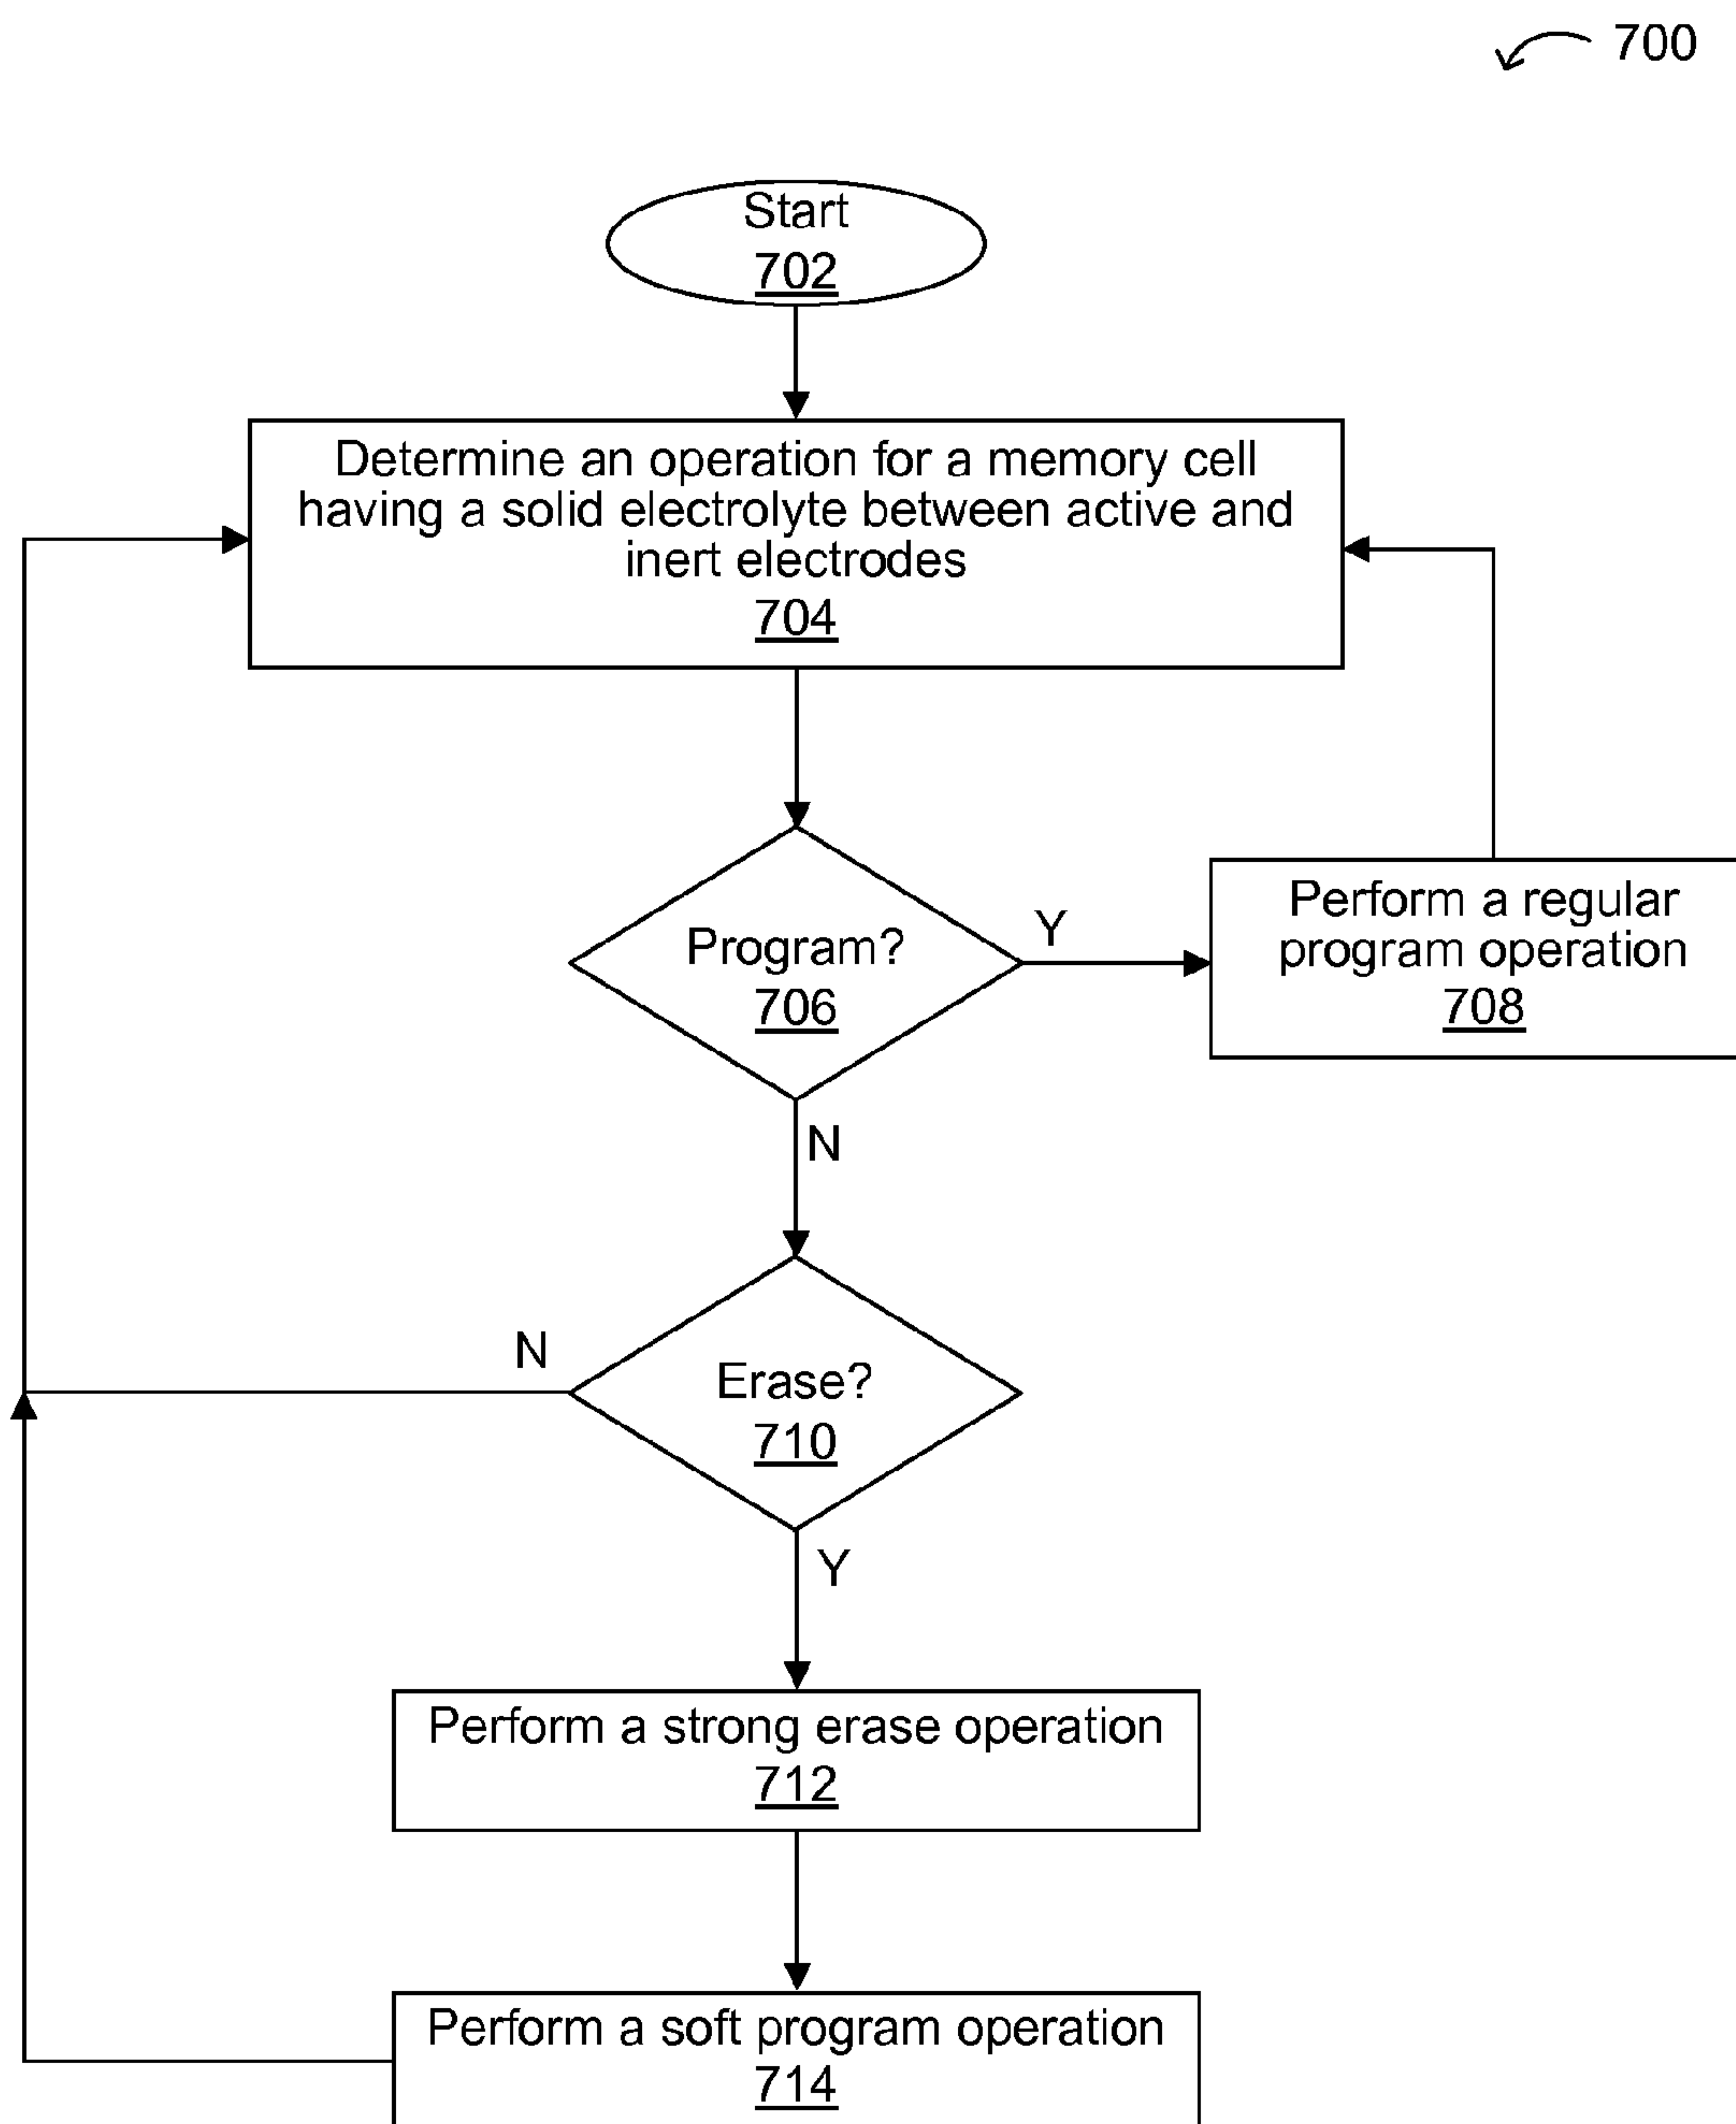 700
Start
702
Determine an operation for a memory cell
having a solid electrolyte between active and
inert electrodes
704
Program?
706
Y
Perform a regular
program operation
708
N
Erase?
710
N
Y
Perform a strong erase operation
712
Perform a soft program operation
714